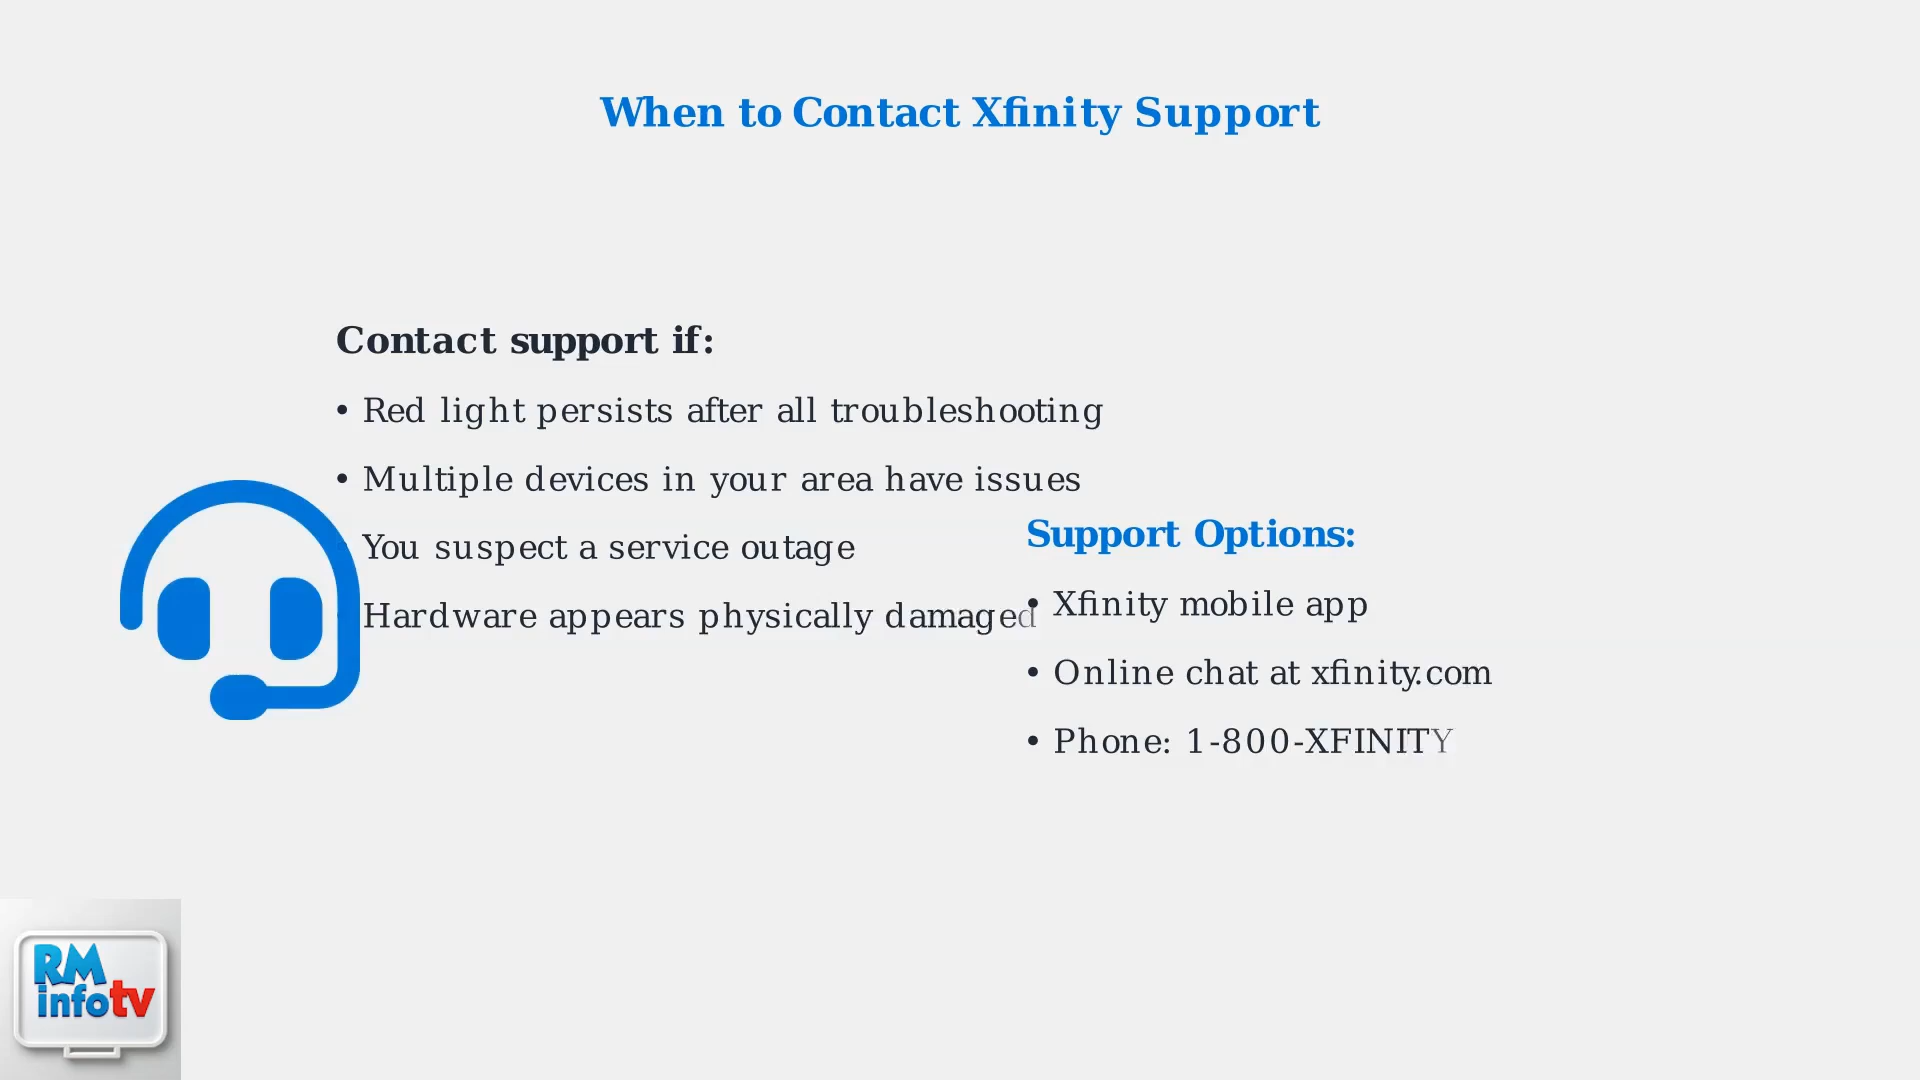 When to Contact Xfinity Support
Contact support if:
• Red light persists after all troubleshooting
• Multiple devices in your area have issues
• You suspect a service outage
• Hardware appears physically damaged
Support Options:
• Xfinity mobile app
• Online chat at xfinity.com
• Phone: 1-800-XFINITY
RM
infotv